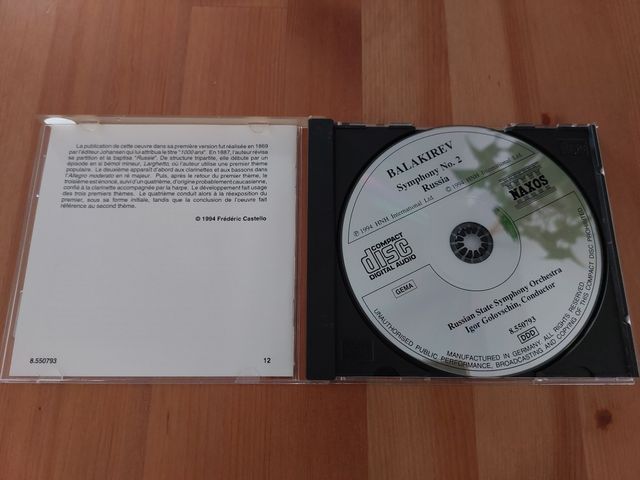 La publication de cette oeuvre dans sa première version fut réalisée en 1869
par l'éditeur Johansen qui lui attribua le titre "1000 ans". En 1887, l'auteur révisa
sa partition et la baptisa "Russie". De structure tripartite, elle débute par un
épisode en si bémol mineur, Larghetto, où l'auteur utilise une premier thème
populaire. Le deuxième apparaît d'abord aux clarinettes et aux bassons dans
l'Allegro moderato en ré majeur. Puis, après le retour du premier thème, le
troisième est énoncé, suivi d'un quatrième, d'origine probablement caucasienne,
confié à la clarinette accompagnée par la harpe. Le développement fait usage
des trois premiers thèmes. Le quatrième conduit alors à la réexposition du
premier, sous sa forme initiale, tandis que la conclusion de l'oeuvre fait
référence au second thème.
© 1994 Frédéric Castello
8.550793
12
BALAKIREV
Symphony No. 2
Russia
℗ 1994 HNH International Ltd.
© 1994 HNH International Ltd.
NAXOS
COMPACT
disc
DIGITAL AUDIO
GEMA
Russian State Symphony Orchestra
Igor Golovschin, Conductor
8.550793
DDD
MANUFACTURED IN GERMANY. ALL RIGHTS RESERVED.
UNAUTHORISED PUBLIC PERFORMANCE, BROADCASTING AND COPYING OF THIS COMPACT DISC PROHIBITED.